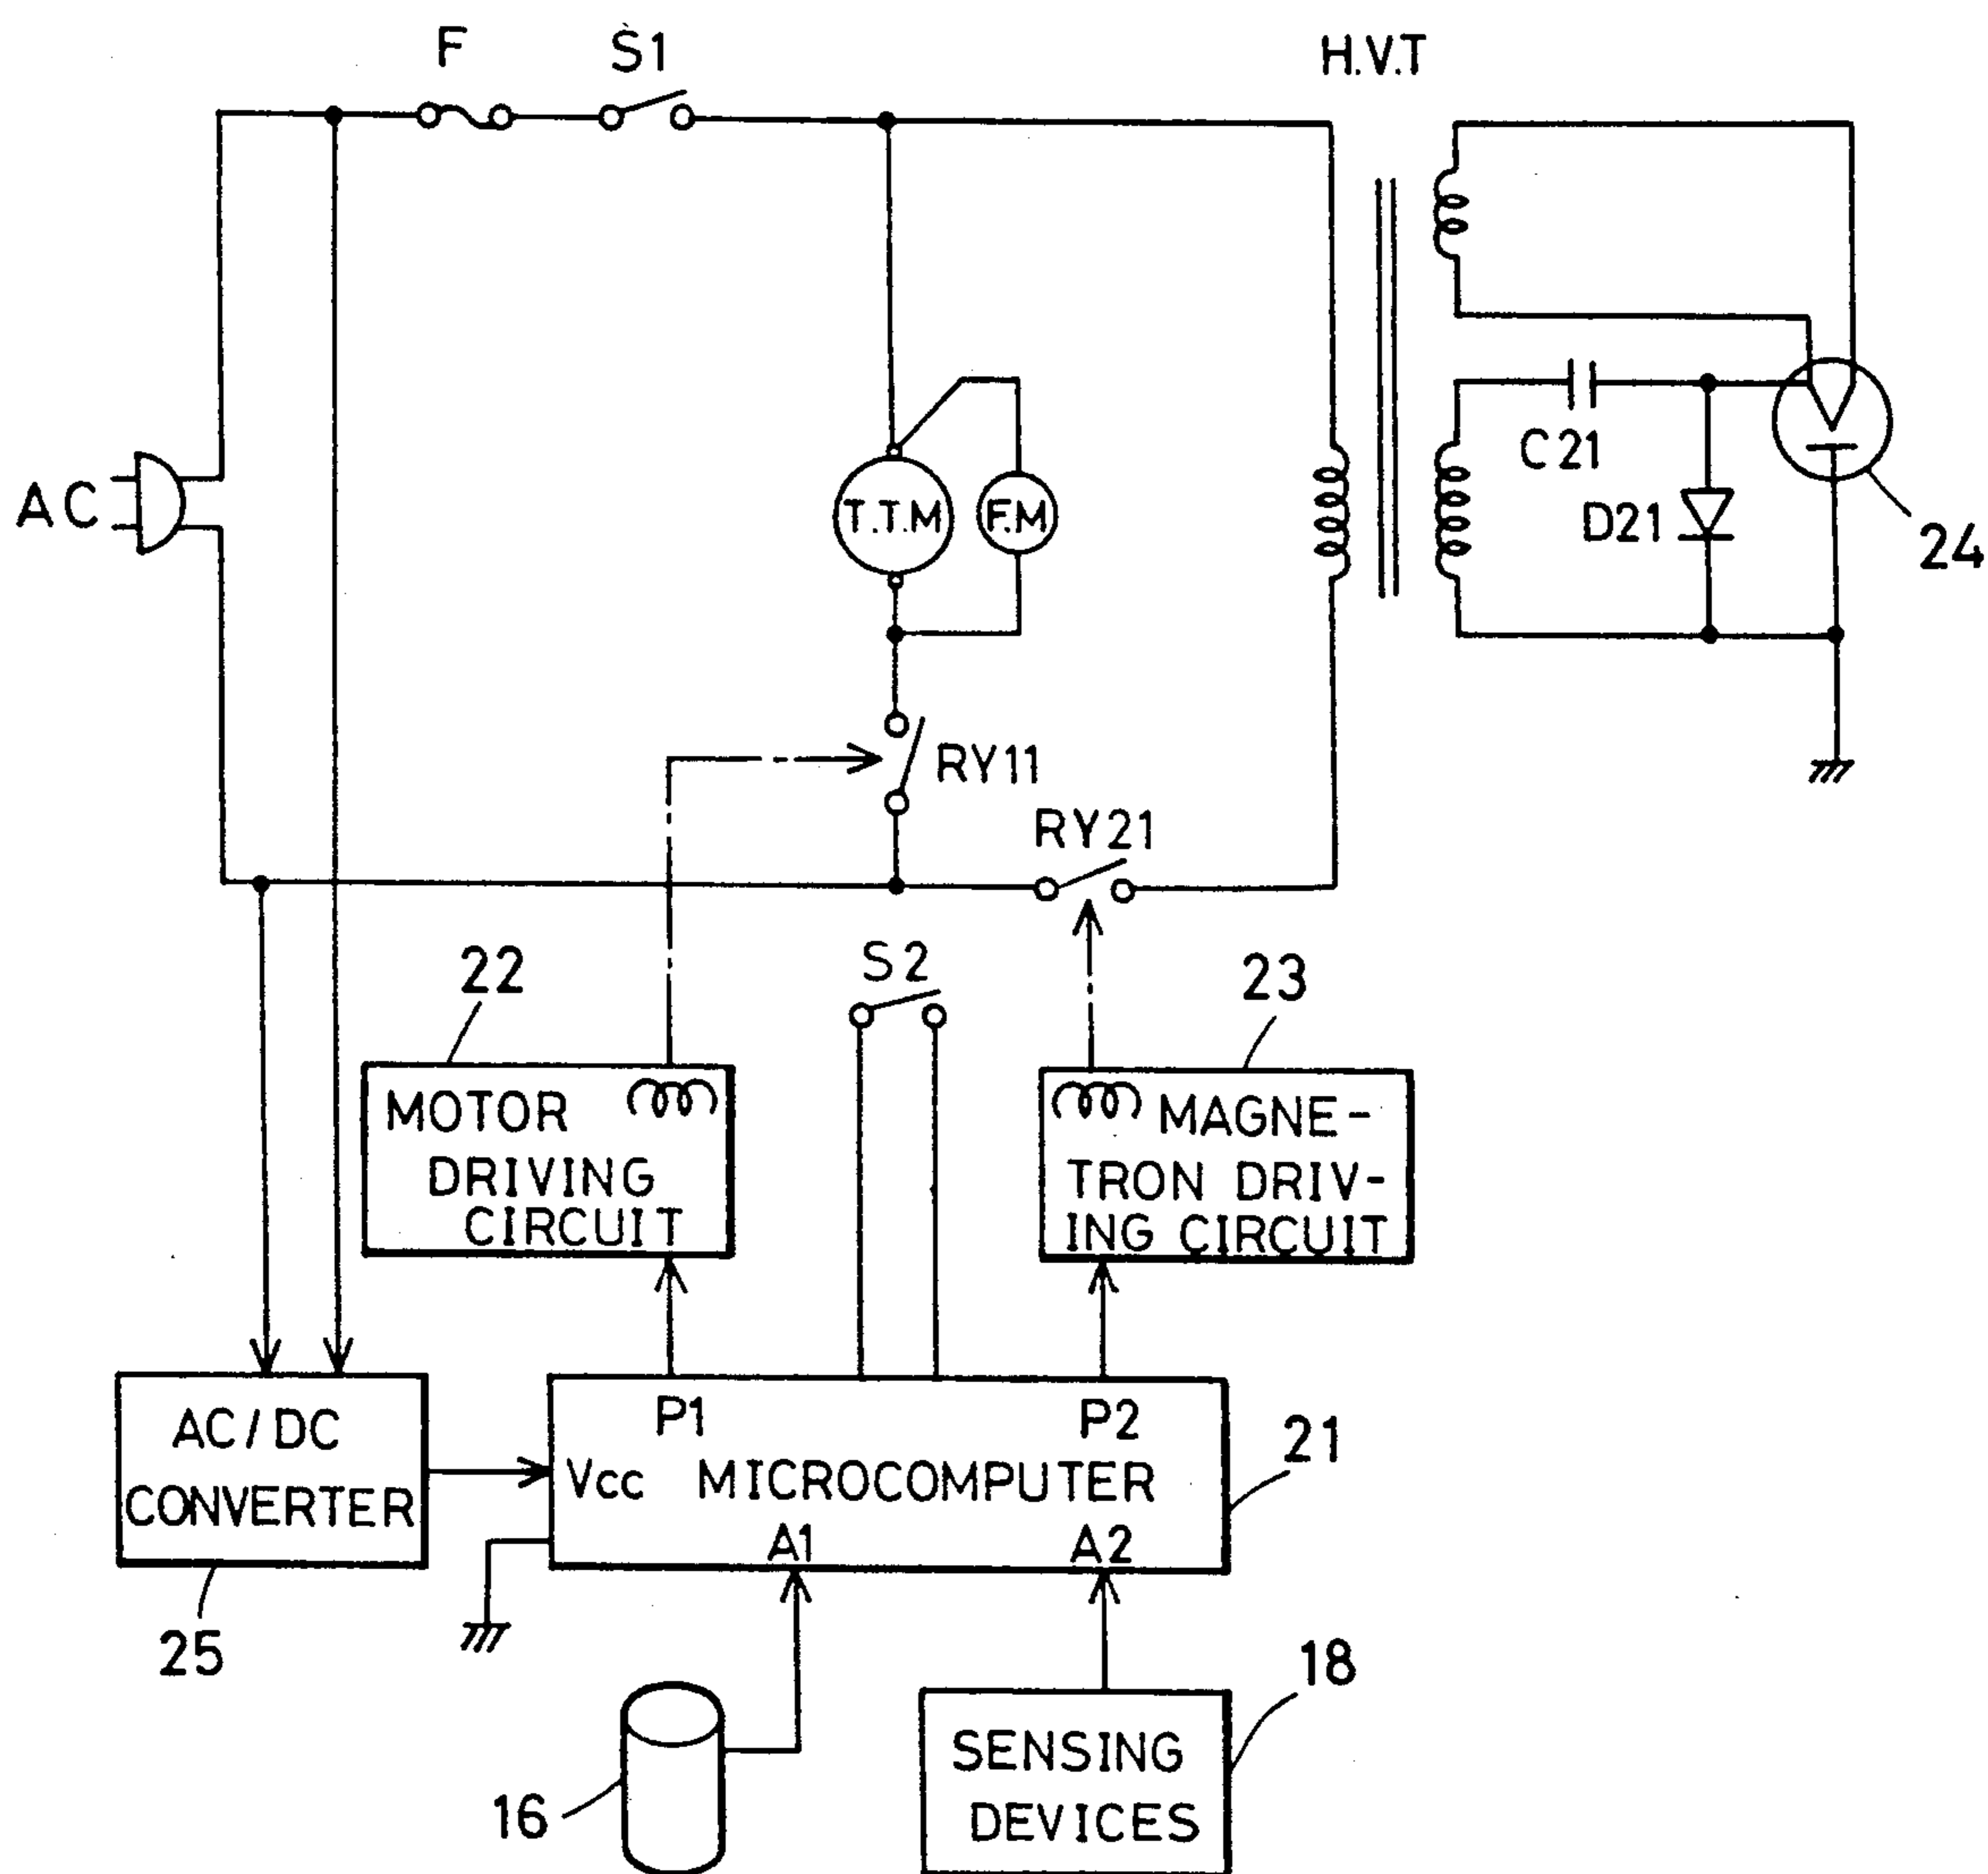 F
S1
H.V.T
AC
T.T.M
F.M
C21
D21
24
RY11
RY21
S2
22
23
MOTOR
DRIVING
CIRCUIT
MAGNE-
TRON DRIV-
ING CIRCUIT
AC/DC
CONVERTER
P1
P2
Vcc
MICROCOMPUTER
A1
A2
21
25
16
18
SENSING
DEVICES